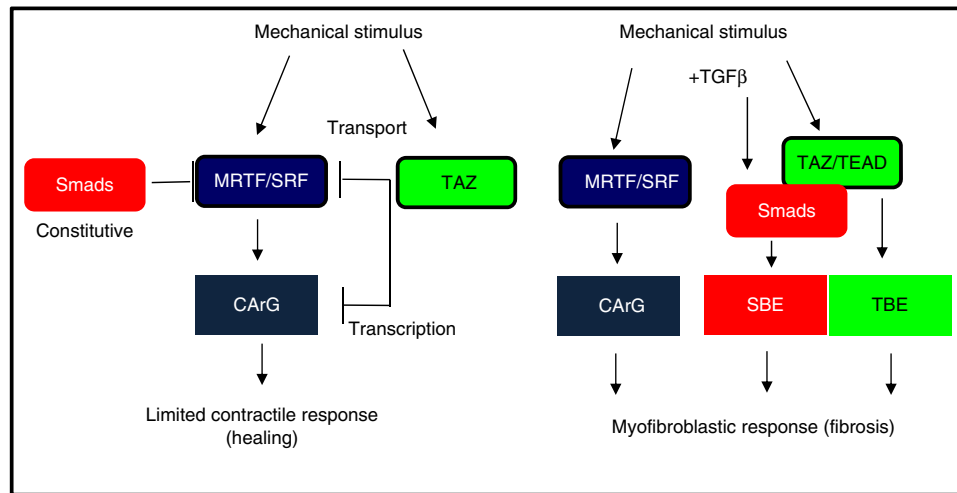 Mechanical stimulus
Transport
Smads
Constitutive
MRTF/SRF
TAZ
CArG
Transcription
Limited contractile response
(healing)
Mechanical stimulus
+TGFβ
MRTF/SRF
TAZ/TEAD
Smads
CArG
SBE
TBE
Myofibroblastic response (fibrosis)